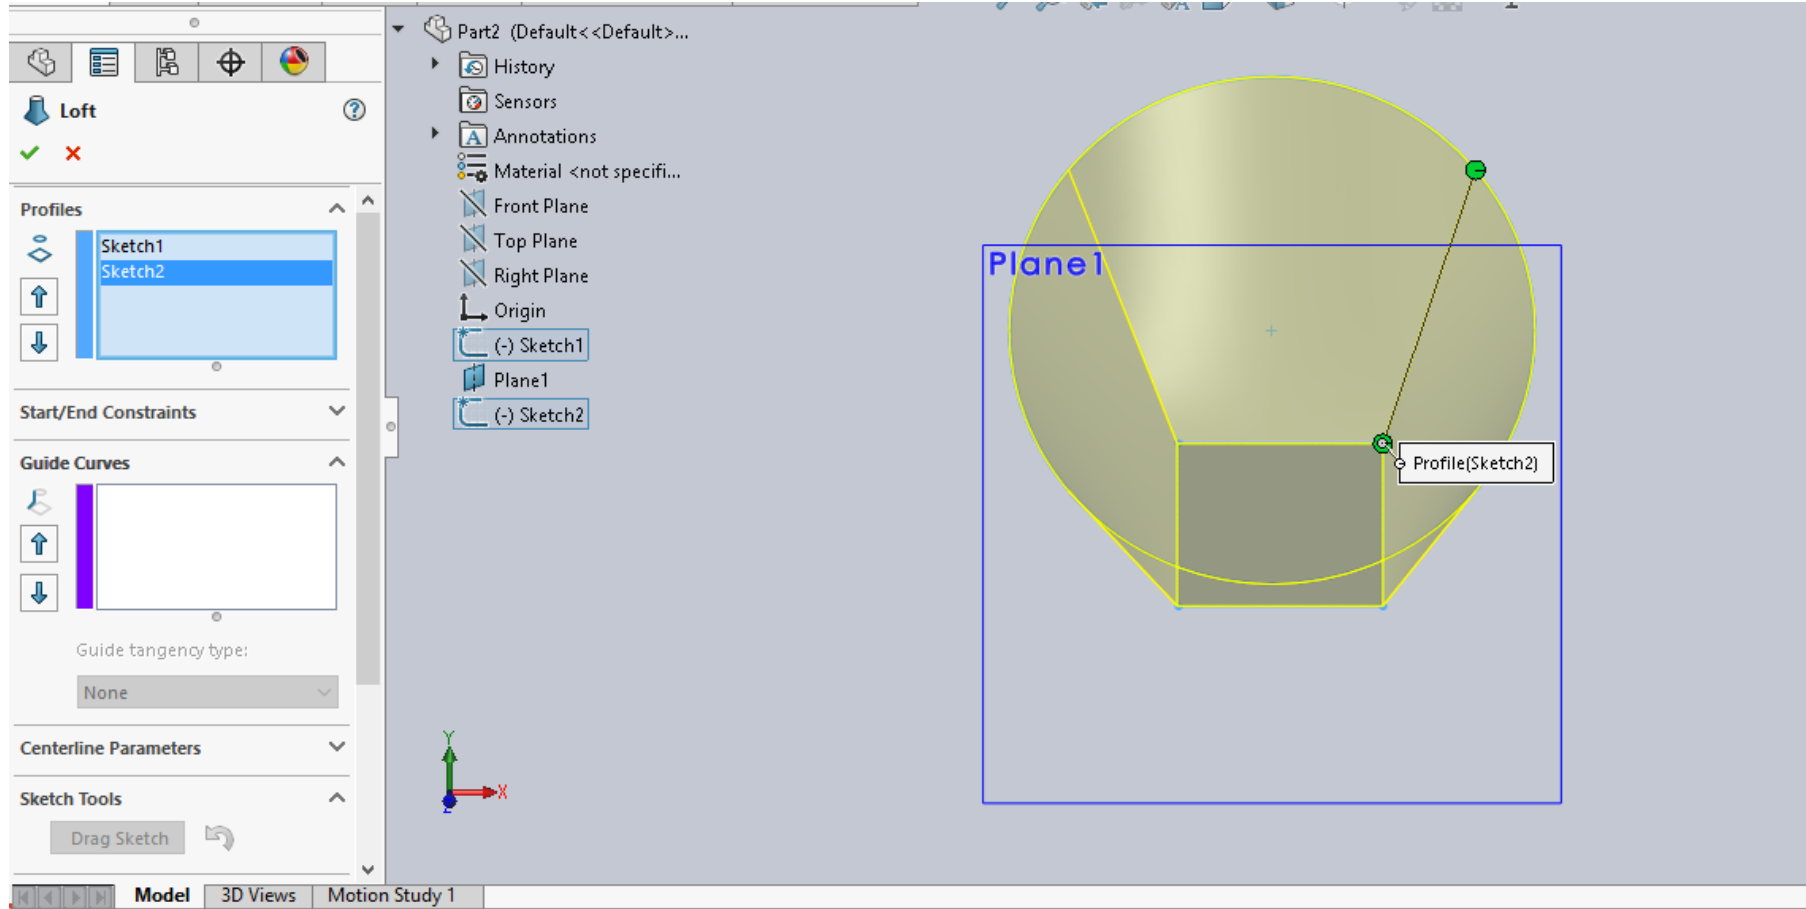 Loft
Profiles
Sketch1
Sketch2
Start/End Constraints
Guide Curves
Guide tangency type:
None
Centerline Parameters
Sketch Tools
Drag Sketch
Part2 (Default<<Default>...
History
Sensors
A Annotations
Material <not specifi...
Front Plane
Top Plane
Right Plane
Origin
(-) Sketch1
Plane1
(-) Sketch2
Plane1
Profile(Sketch2)
Y
X
Z
Model
3D Views
Motion Study 1